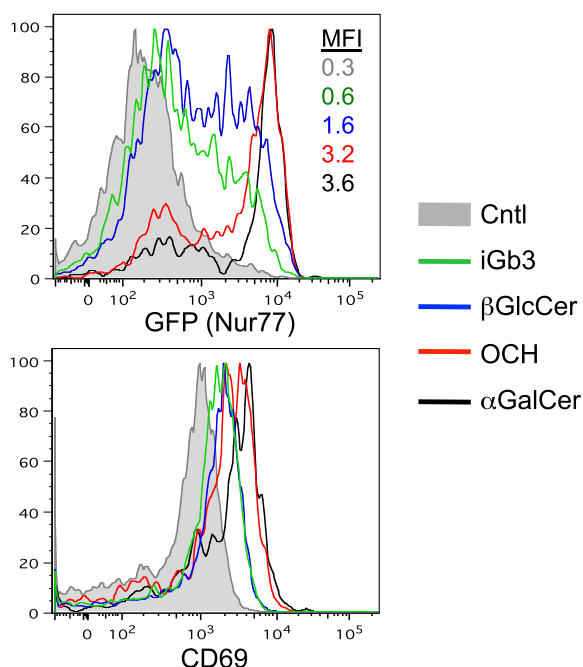 100
80
60
40
20
0
MFI
0.3
0.6
1.6
3.2
3.6
0 10² 10³ 10⁴ 10⁵
GFP (Nur77)
Cntl
iGb3
βGlcCer
OCH
αGalCer
100
80
60
40
20
0
0 10² 10³ 10⁴ 10⁵
CD69